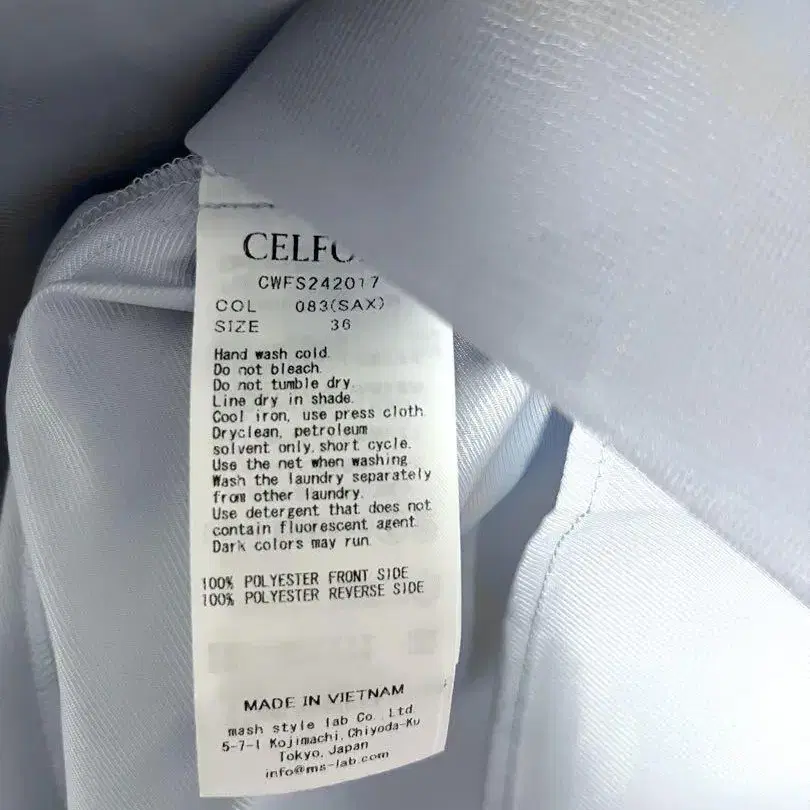 CELFO
CWFS242017
COL 083(SAX)
SIZE 36
Hand wash cold.
Do not bleach.
Do not tumble dry.
Line dry in shade.
Cool iron, use press cloth.
Dryclean, petroleum
solvent only. short cycle.
Use the net when washing.
Wash the laundry separately
from other laundry.
Use detergent that does not
contain fluorescent agent.
Dark colors may run.
100% POLYESTER FRONT SIDE
100% POLYESTER REVERSE SIDE
MADE IN VIETNAM
mash style lab Co., Ltd.
5-7-1 Kojimachi, Chiyoda-Ku
Tokyo, Japan
info@ms-lab.com